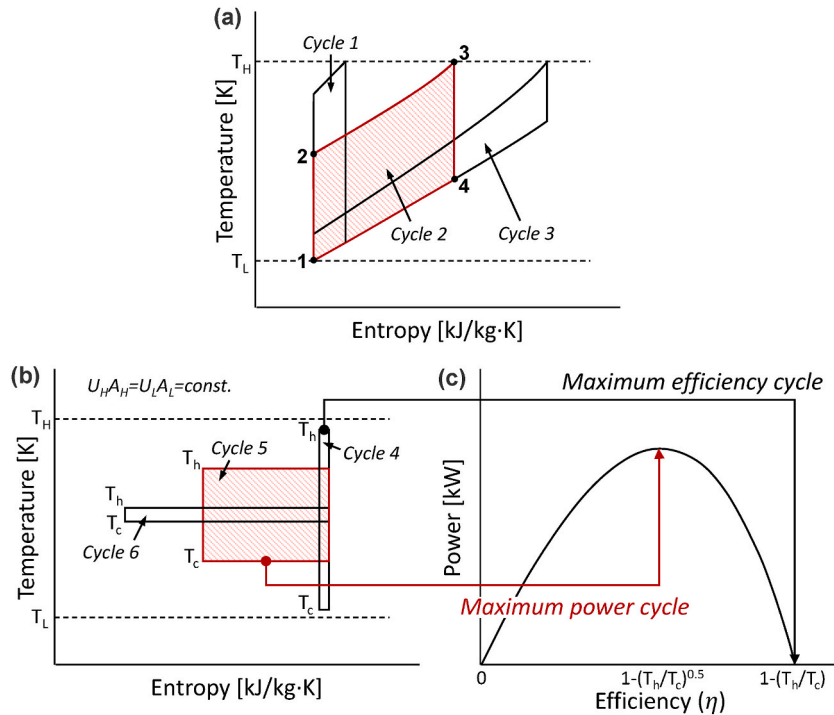 (a)
Cycle 1
3
T_H
2
4
Cycle 2
Cycle 3
1
T_L
Temperature [K]
Entropy [kJ/kg·K]
(b)
U_HA_H=U_LA_L=const.
T_H
T_h
Cycle 5
Cycle 4
T_h
T_h
T_c
Cycle 6
T_c
T_c
T_L
Temperature [K]
Entropy [kJ/kg·K]
(c)
Maximum efficiency cycle
Power [kW]
Maximum power cycle
0
1-(T_h/T_c)^0.5
1-(T_h/T_c)
Efficiency (η)